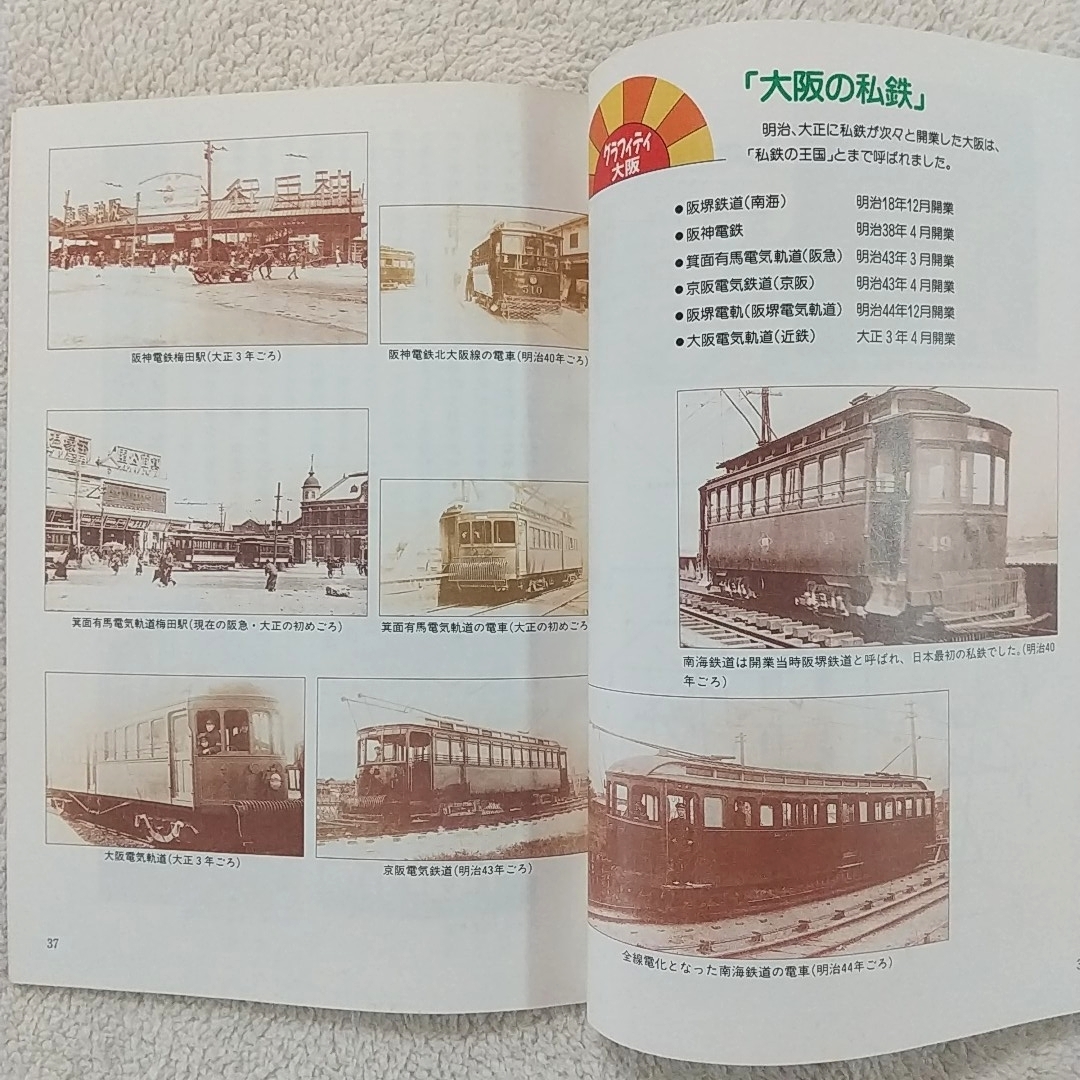 グラフィティ
大阪
「大阪の私鉄」
明治、大正に私鉄が次々と開業した大阪は、
「私鉄の王国」とまで呼ばれました。
●阪堺鉄道(南海) 明治18年12月開業
●阪神電鉄 明治38年4月開業
●箕面有馬電気軌道(阪急) 明治43年3月開業
●京阪電気鉄道(京阪) 明治43年4月開業
●阪堺電軌(阪堺電気軌道) 明治44年12月開業
●大阪電気軌道(近鉄) 大正3年4月開業
49
南海鉄道は開業当時阪堺鉄道と呼ばれ、日本最初の私鉄でした。(明治40
年ごろ)
全線電化となった南海鉄道の電車(明治44年ごろ)
510
阪神電鉄梅田駅(大正3年ごろ)
阪神電鉄北大阪線の電車(明治40年ごろ)
箕面有馬電気軌道梅田駅(現在の阪急・大正の初めごろ)
箕面有馬電気軌道の電車(大正の初めごろ
大阪電気軌道(大正3年ごろ)
京阪電気鉄道(明治43年ごろ)
37